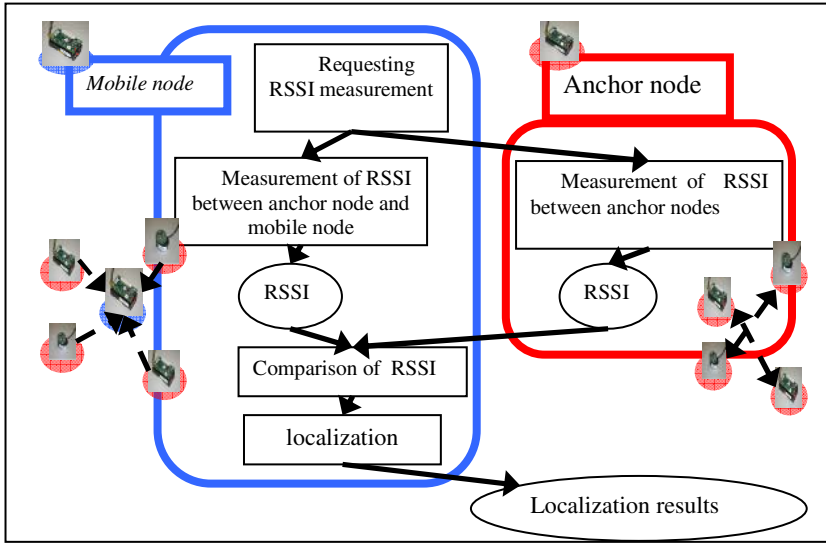 Mobile node
Requesting
RSSI measurement
Anchor node
Measurement of RSSI
between anchor node and
mobile node
Measurement of RSSI
between anchor nodes
RSSI
RSSI
Comparison of RSSI
localization
Localization results